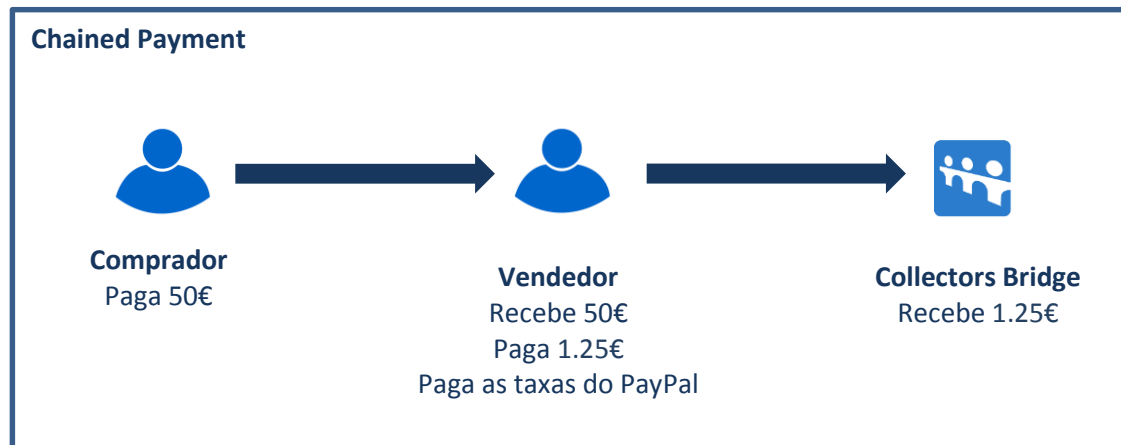 Chained Payment
Comprador
Paga 50€
Vendedor
Recebe 50€
Paga 1.25€
Paga as taxas do PayPal
Collectors Bridge
Recebe 1.25€